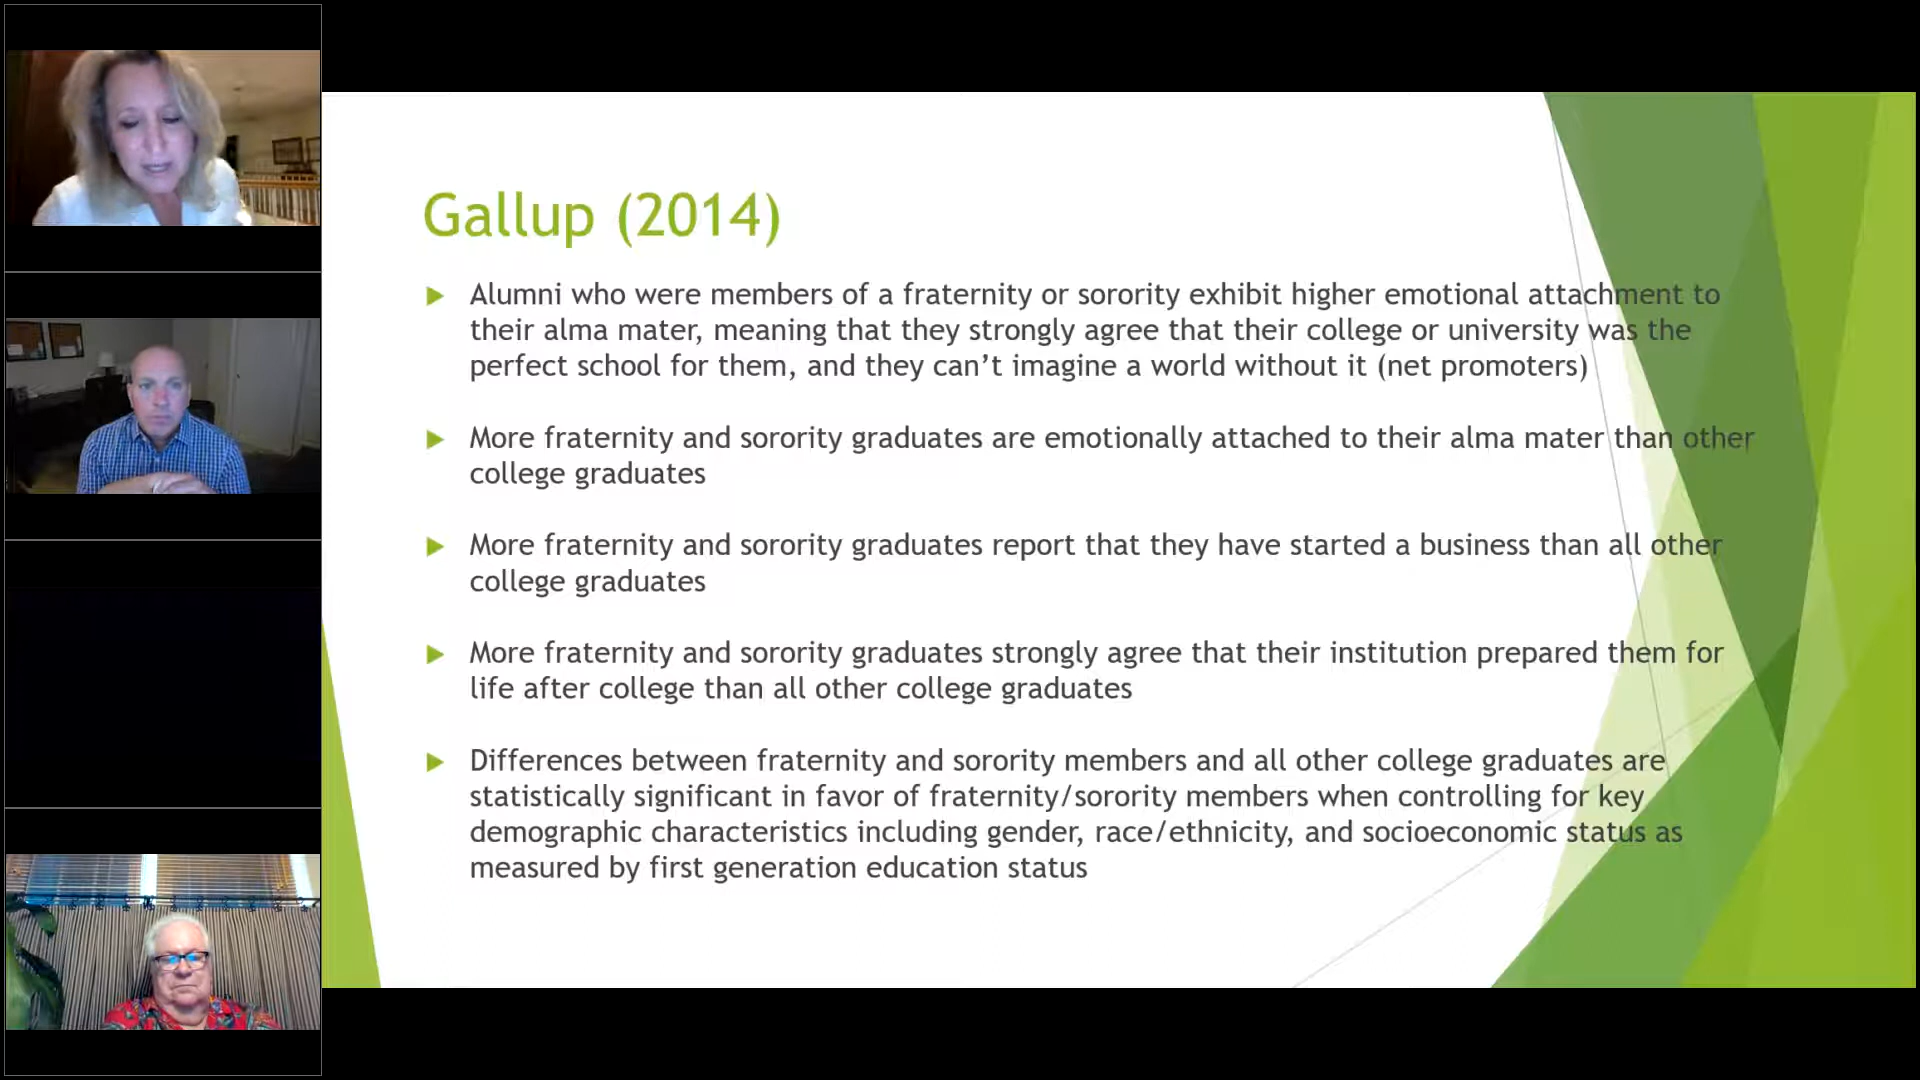 Gallup (2014)
Alumni who were members of a fraternity or sorority exhibit higher emotional attachment to
their alma mater, meaning that they strongly agree that their college or university was the
perfect school for them, and they can’t imagine a world without it (net promoters)
More fraternity and sorority graduates are emotionally attached to their alma mater than other
college graduates
More fraternity and sorority graduates report that they have started a business than all other
college graduates
More fraternity and sorority graduates strongly agree that their institution prepared them for
life after college than all other college graduates
Differences between fraternity and sorority members and all other college graduates are
statistically significant in favor of fraternity/sorority members when controlling for key
demographic characteristics including gender, race/ethnicity, and socioeconomic status as
measured by first generation education status